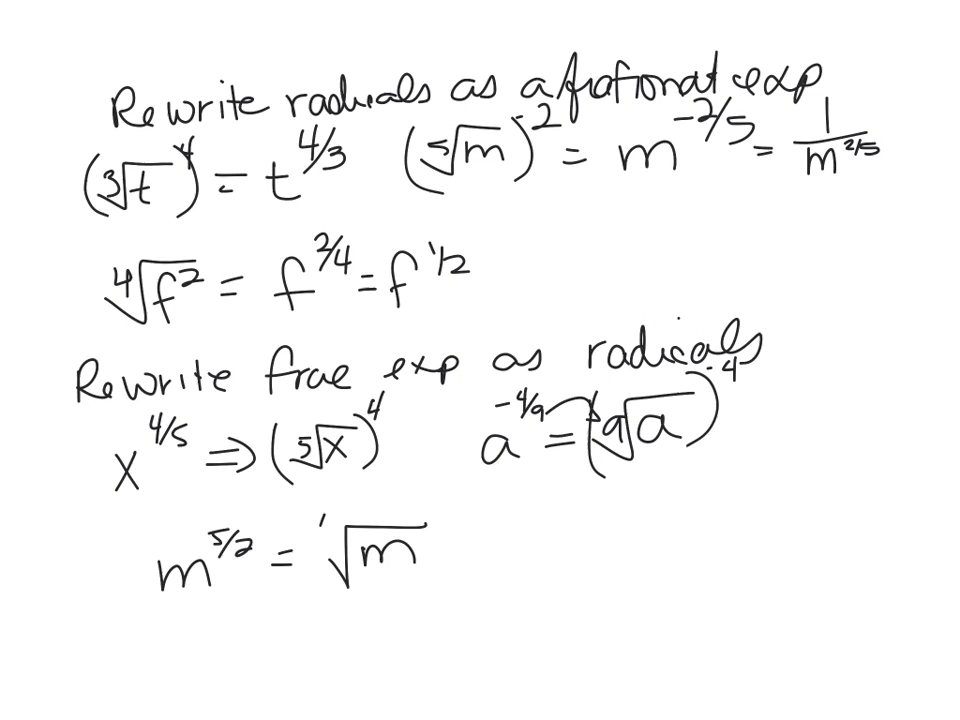 Rewrite radicals as a frational exp
(∛t)⁴ = t^4/3 (⁵√m)^-2 = m^-2/5 = 1/m^2/5
⁴√f² = f^2/4 = f^1/2
Rewrite frac exp as radicals
x^4/5 ⇒ (⁵√x)⁴ a^-4/9 = (⁹√a)^-4
m^5/2 = √m